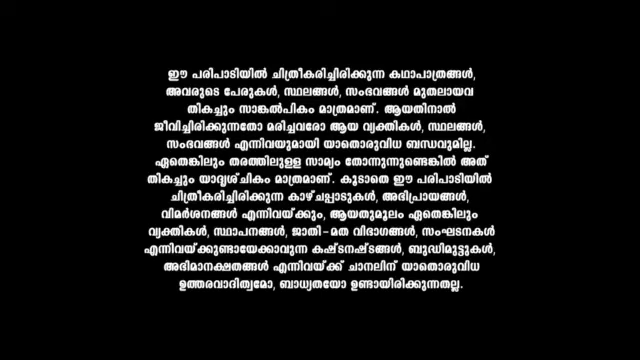 ഈ പരിപാടിയിൽ ചിത്രീകരിച്ചിരിക്കുന്ന കഥാപാത്രങ്ങൾ,
അവരുടെ പേരുകൾ, സ്ഥലങ്ങൾ, സംഭവങ്ങൾ മുതലായവ
തികച്ചും സാങ്കൽപികം മാത്രമാണ്. ആയതിനാൽ
ജീവിച്ചിരിക്കുന്നതോ മരിച്ചവരോ ആയ വ്യക്തികൾ, സ്ഥലങ്ങൾ,
സംഭവങ്ങൾ എന്നിവയുമായി യാതൊരുവിധ ബന്ധവുമില്ല.
ഏതെങ്കിലും തരത്തിലുളള സാമ്യം തോന്നുന്നുണ്ടെങ്കിൽ അത്
തികച്ചും യാദൃശ്ചികം മാത്രമാണ്. കൂടാതെ ഈ പരിപാടിയിൽ
ചിത്രീകരിച്ചിരിക്കുന്ന കാഴ്ചപ്പാടുകൾ, അഭിപ്രായങ്ങൾ,
വിമർശനങ്ങൾ എന്നിവയ്ക്കും, ആയതുമൂലം ഏതെങ്കിലും
വ്യക്തികൾ, സ്ഥാപനങ്ങൾ, ജാതി-മത വിഭാഗങ്ങൾ, സംഘടനകൾ
എന്നിവയ്ക്കുണ്ടായേക്കാവുന്ന കഷ്ടനഷ്ടങ്ങൾ, ബുദ്ധിമുട്ടുകൾ,
അഭിമാനക്ഷതങ്ങൾ എന്നിവയ്ക്ക് ചാനലിന് യാതൊരുവിധ
ഉത്തരവാദിത്വമോ, ബാധ്യതയോ ഉണ്ടായിരിക്കുന്നതല്ല.